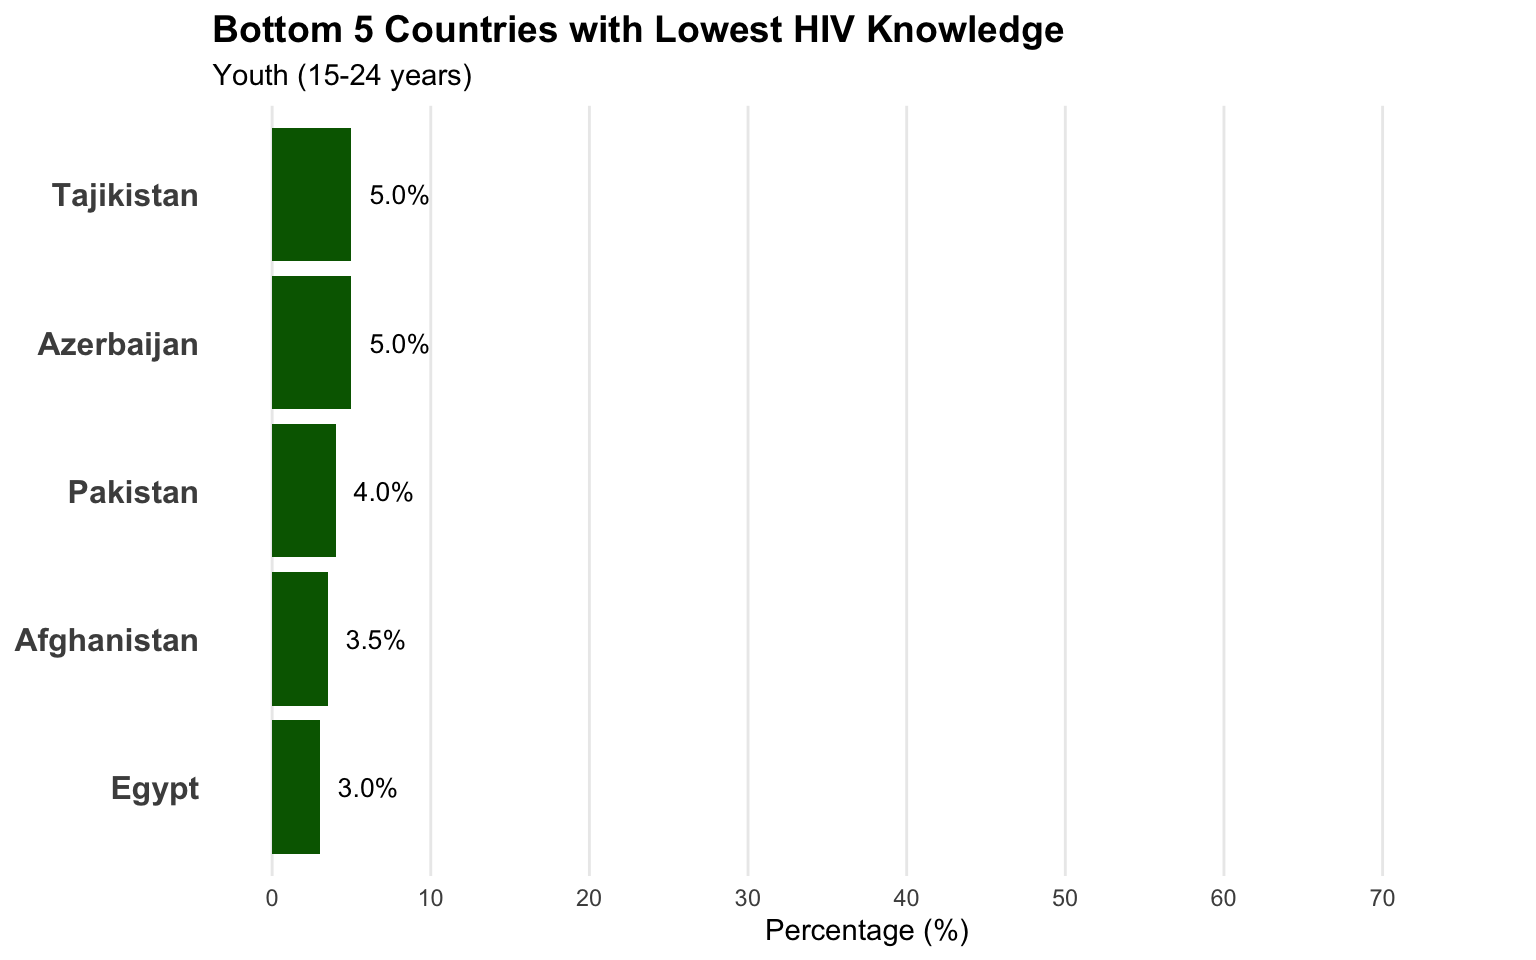 Bottom 5 Countries with Lowest HIV Knowledge
Youth (15-24 years)
Tajikistan 5.0%
Azerbaijan 5.0%
Pakistan 4.0%
Afghanistan 3.5%
Egypt 3.0%
0 10 20 30 40 50 60 70
Percentage (%)